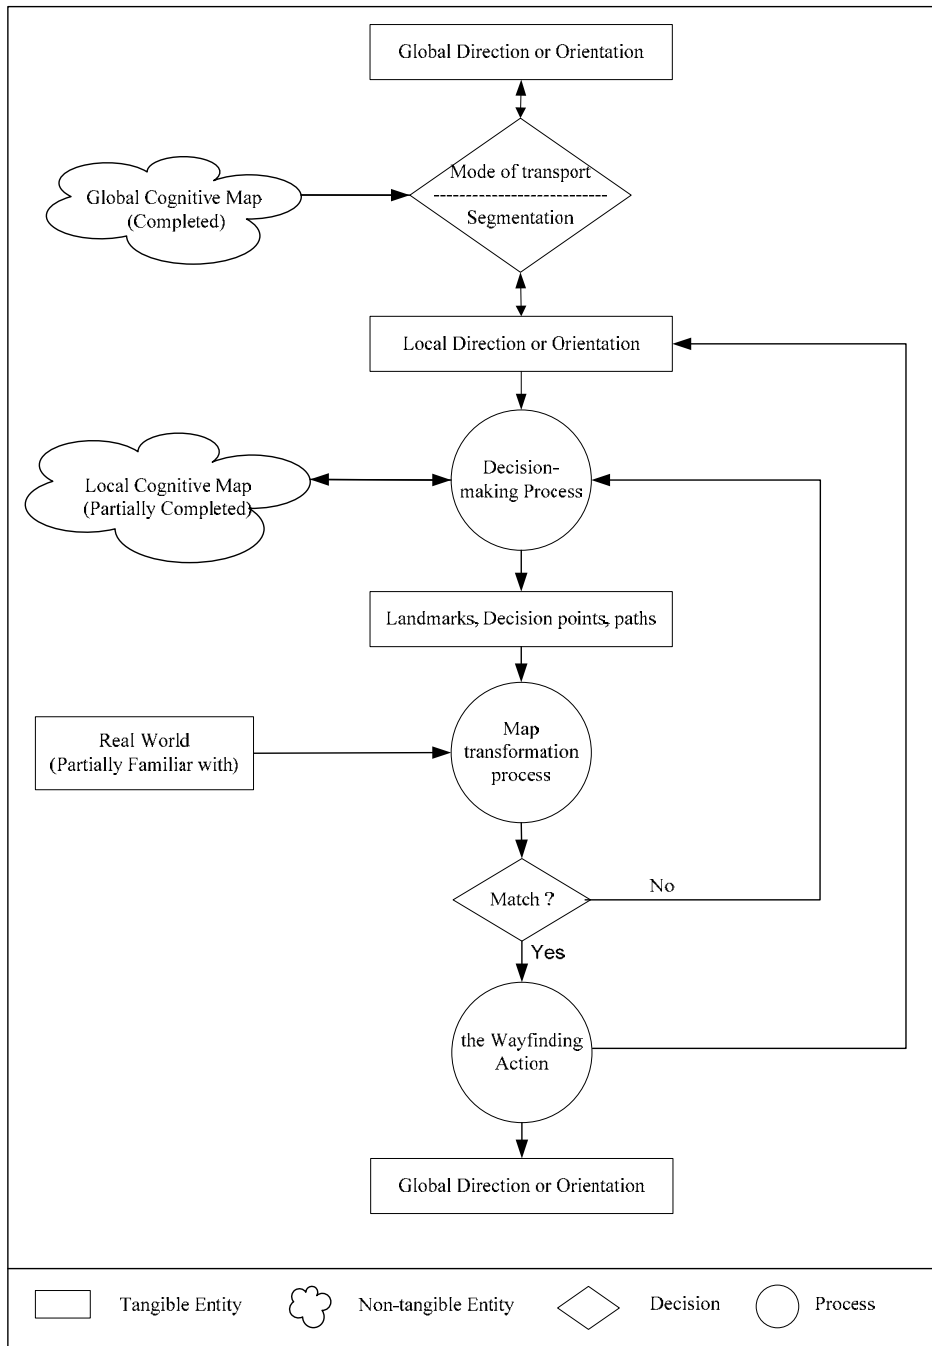 Global Direction or Orientation
Mode of transport
Segmentation
Global Cognitive Map
(Completed)
Local Direction or Orientation
Decision-
making Process
Local Cognitive Map
(Partially Completed)
Landmarks, Decision points, paths
Map
transformation
process
Real World
(Partially Familiar with)
Match ?
No
Yes
the Wayfinding
Action
Global Direction or Orientation
Tangible Entity
Non-tangible Entity
Decision
Process